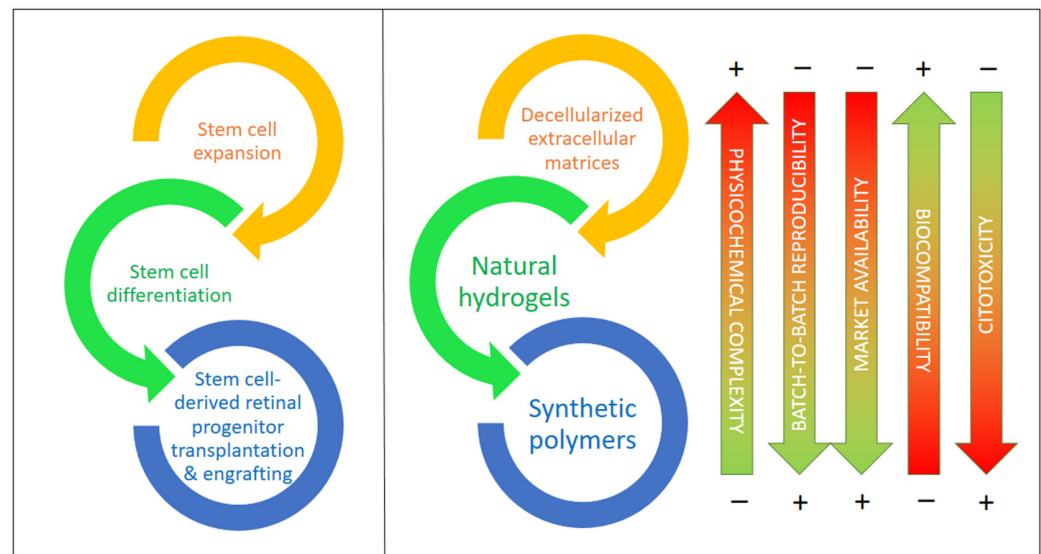 Stem cell
expansion
Stem cell
differentiation
Stem cell-
derived retinal
progenitor
transplantation
& engrafting
Decellularized
extracellular
matrices
Natural
hydrogels
Synthetic
polymers
+ − − + −
PHYSICOCHEMICAL COMPLEXITY
BATCH-TO-BATCH REPRODUCIBILITY
MARKET AVAILABILITY
BIOCOMPATIBILITY
CITOTOXICITY
− + + − +